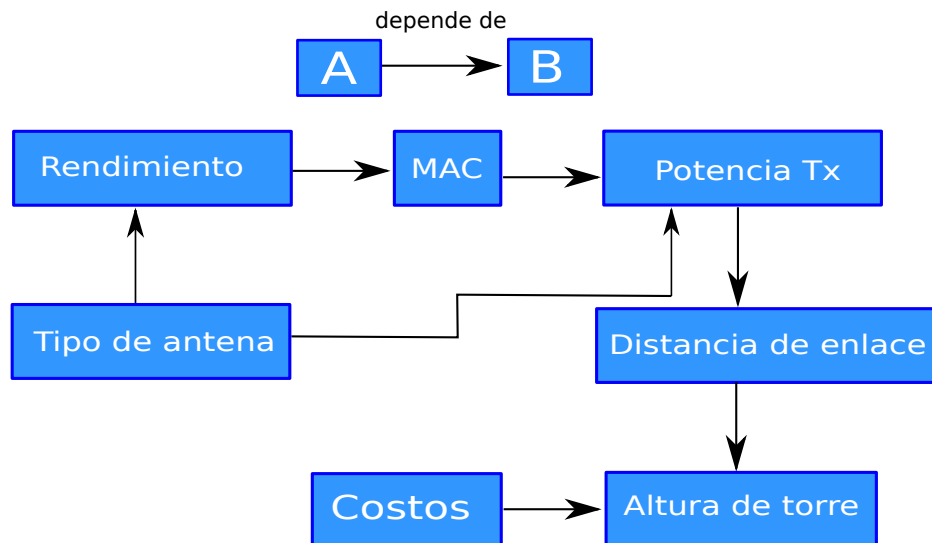 depende de
A
B
Rendimiento
MAC
Potencia Tx
Tipo de antena
Distancia de enlace
Costos
Altura de torre